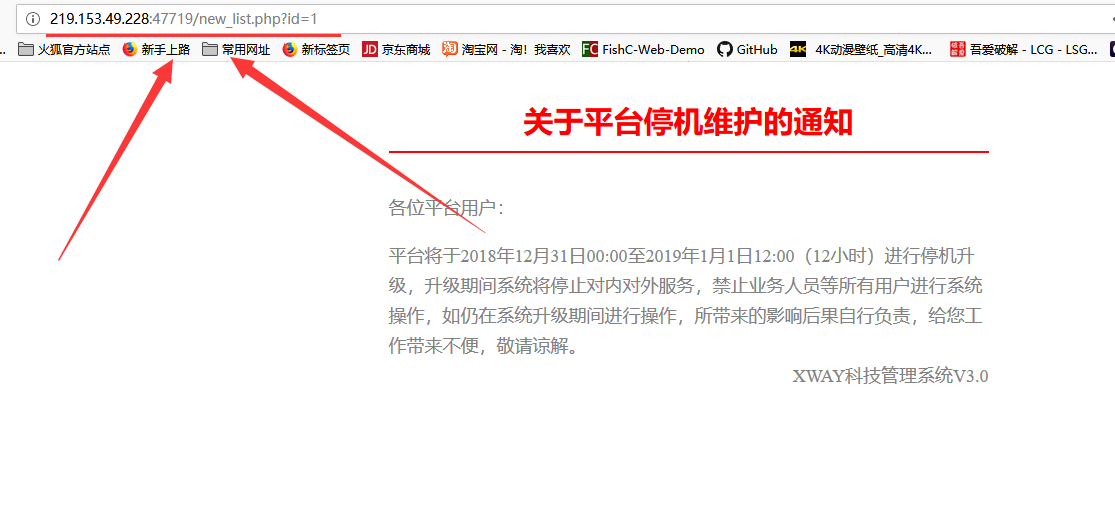 219.153.49.228:47719/new_list.php?id=1
.. 火狐官方站点 新手上路 常用网址 新标签页 JD 京东商城 淘 淘宝网 - 淘！我喜欢 FC FishC-Web-Demo GitHub 4K 4K动漫壁纸_高清4K... 吾爱破解 吾爱破解 - LCG - LSG...
关于平台停机维护的通知
各位平台用户：
平台将于2018年12月31日00:00至2019年1月1日12:00（12小时）进行停机升
级，升级期间系统将停止对内对外服务，禁止业务人员等所有用户进行系统
操作，如仍在系统升级期间进行操作，所带来的影响后果自行负责，给您工
作带来不便，敬请谅解。
XWAY科技管理系统V3.0